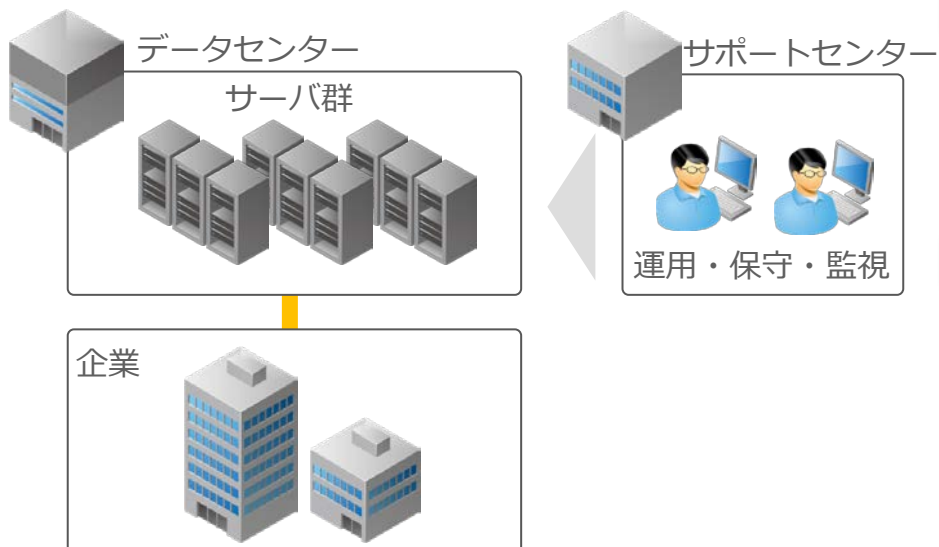 データセンター
サポートセンター
サーバ群
運用・保守・監視
企業